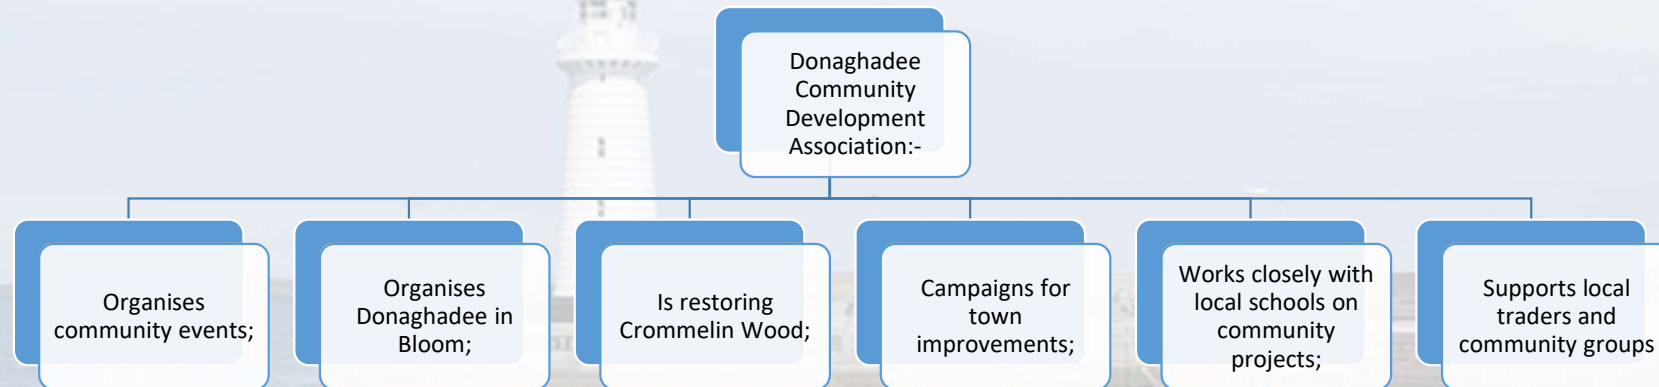 Donaghadee
Community
Development
Association:-
Organises
community events;
Organises
Donaghadee in
Bloom;
Is restoring
Crommelin Wood;
Campaigns for
town
improvements;
Works closely with
local schools on
community
projects;
Supports local
traders and
community groups